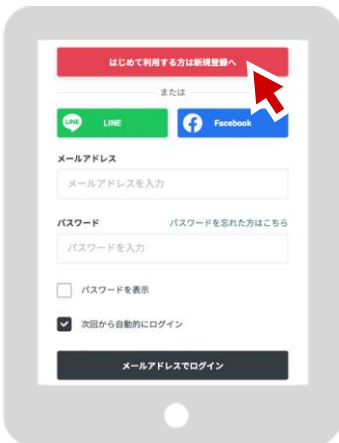 はじめて利用する方は新規登録へ
または
LINE LINE
Facebook
メールアドレス
メールアドレスを入力
パスワード パスワードを忘れた方はこちら
パスワードを入力
パスワードを表示
次回から自動的にログイン
メールアドレスでログイン